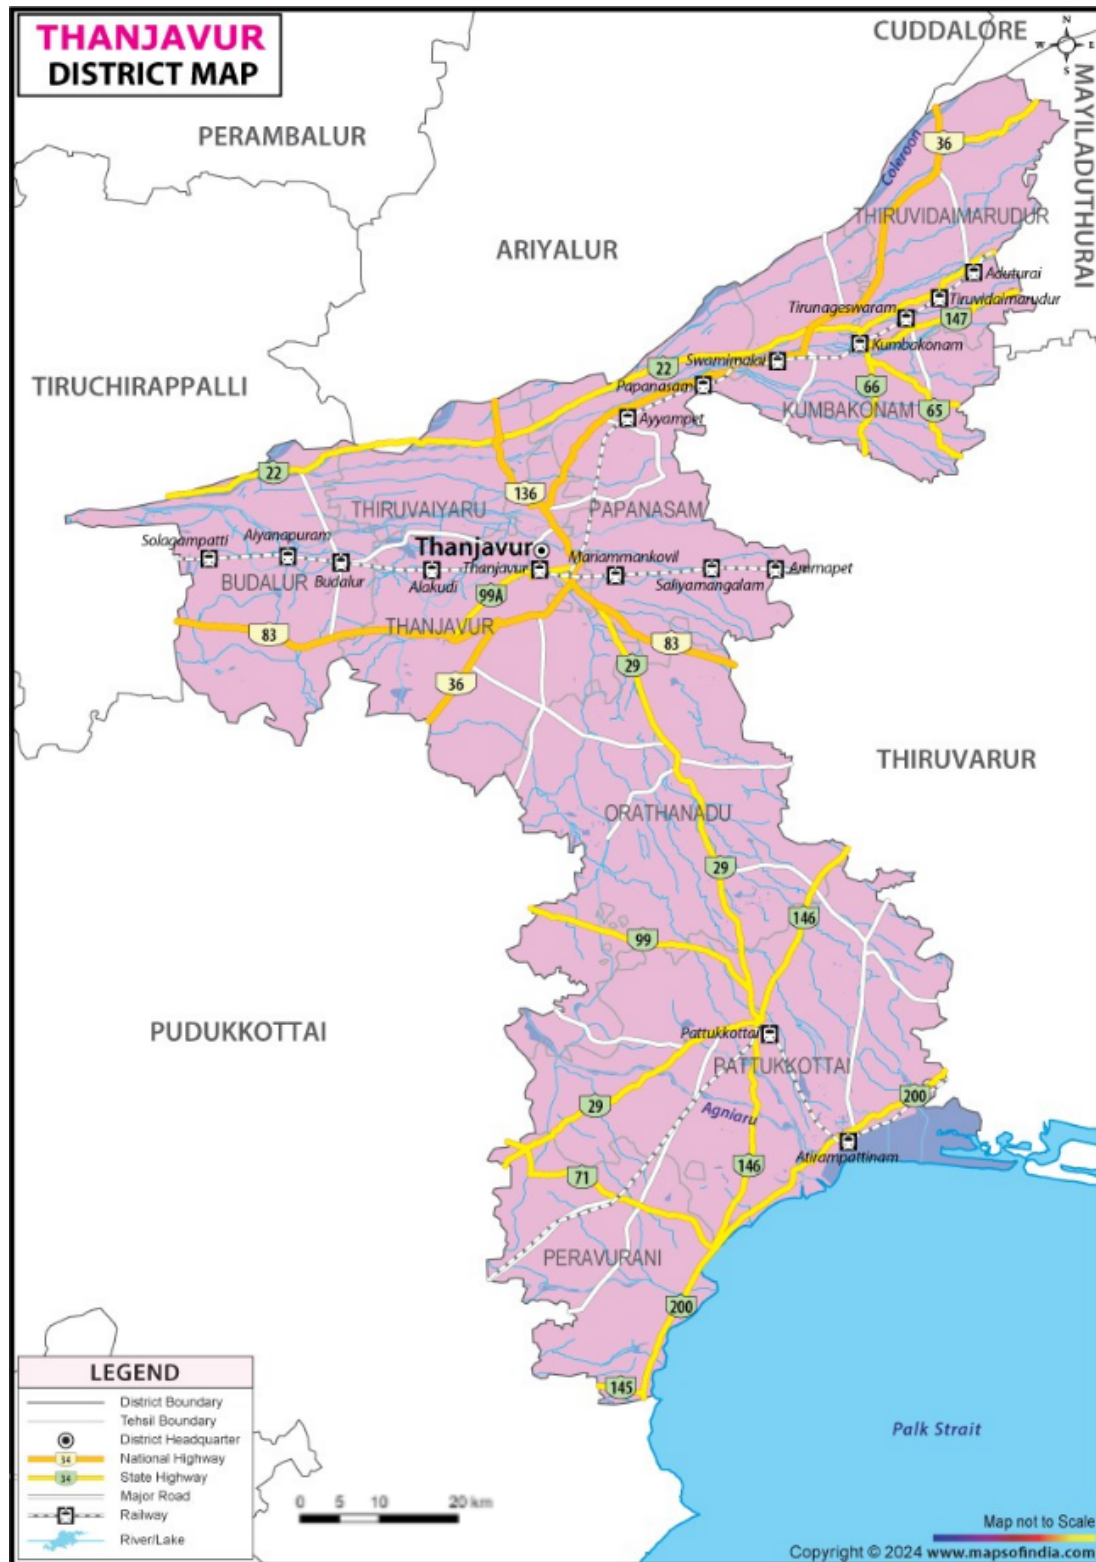 THANJAVUR
DISTRICT MAP
CUDDALORE
N
W
E
S
MAYILADUTHURAI
PERAMBALUR
36
Coleroon
THIRUVIDAIMARUDUR
ARIYALUR
Aduturai
Tiruvidaimarudur
Tirunageswaram
147
Kumbakonam
Swamimalai
22
TIRUCHIRAPPALLI
Papanasam
66
KUMBAKONAM
65
Ayyampet
22
136
THIRUVAIYARU
PAPANASAM
Solagampatti
Aiyanapuram
Thanjavur
Mariammankovil
BUDALUR
Budalur
Alakudi
Thanjavur
Saliyamangalam
Ammapet
99A
THANJAVUR
83
83
29
36
THIRUVARUR
ORATHANADU
29
146
99
PUDUKKOTTAI
Pattukkottai
PATTUKKOTTAI
29
Agniaru
200
Atirampattinam
146
71
PERAVURANI
200
145
LEGEND
District Boundary
Tehsil Boundary
District Headquarter
34 National Highway
34 State Highway
Major Road
Railway
River/Lake
0 5 10 20 km
Palk Strait
Map not to Scale
Copyright © 2024 www.mapsofindia.com